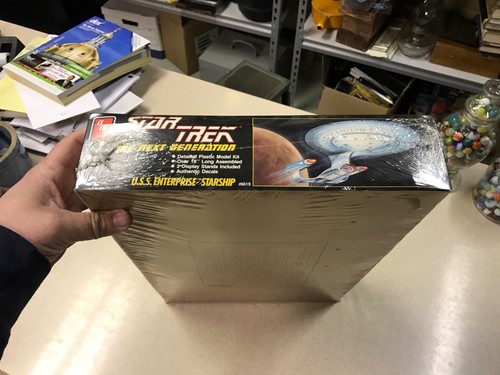 STAR
TREK
THE NEXT GENERATION
• Detailed Plastic Model Kit
• Over 18" Long Assembled
• Display Stands Included
• Authentic Decals
U.S.S. ENTERPRISE STARSHIP #6619